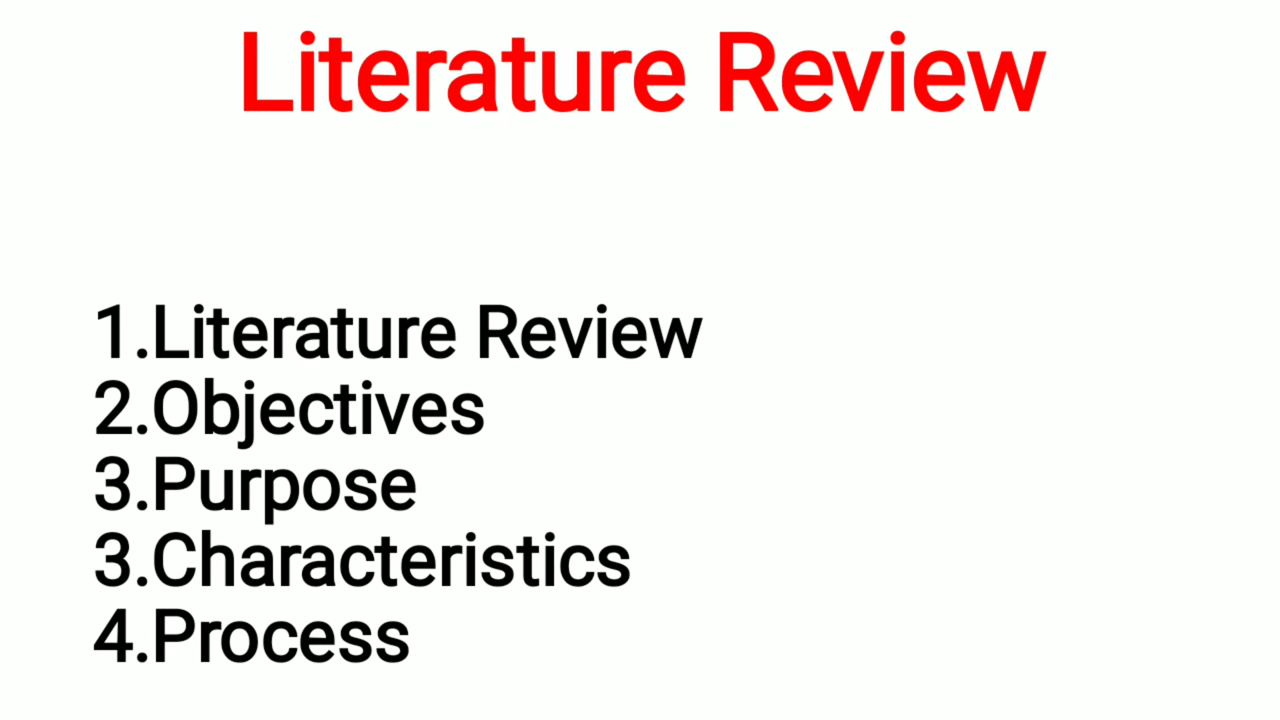 Literature Review
1.Literature Review
2.Objectives
3.Purpose
3.Characteristics
4.Process